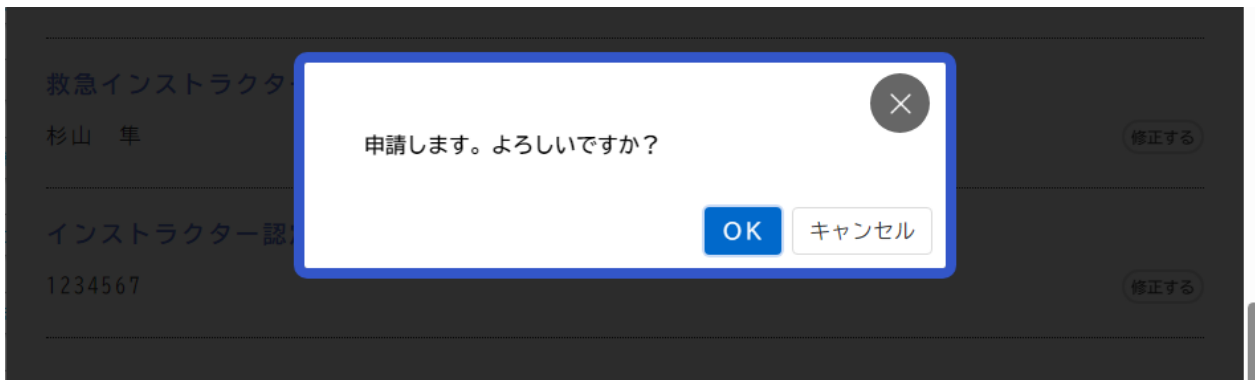 救急インストラクター
杉山 隼
修正する
申請します。よろしいですか？
OK
キャンセル
インストラクター認
1234567
修正する